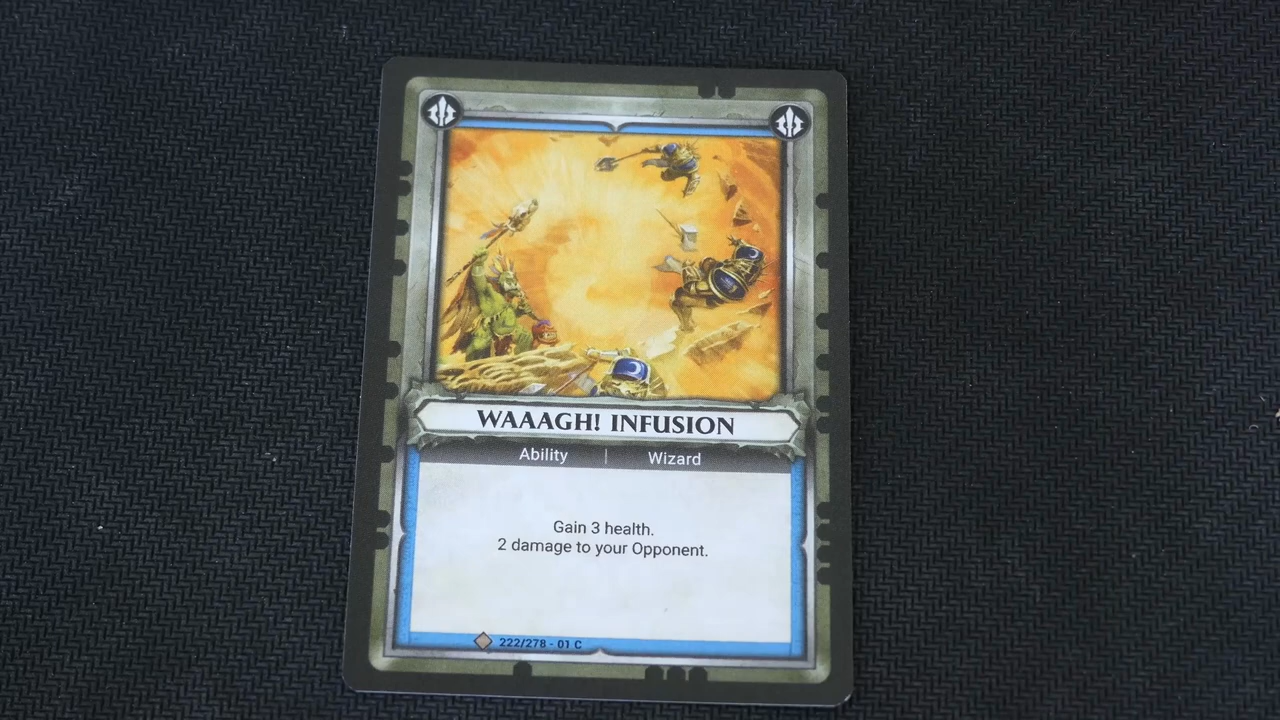 WAAAGH! INFUSION
Ability | Wizard
Gain 3 health.
2 damage to your Opponent.
222/278 - 01 C